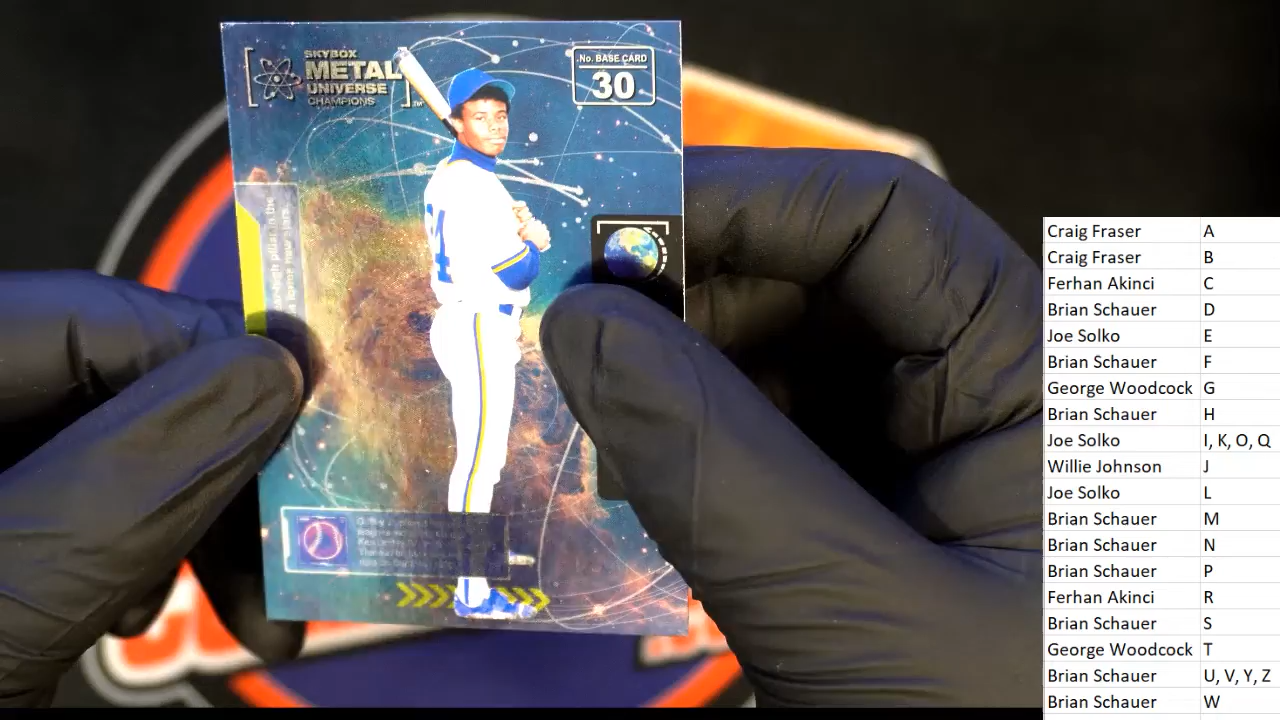 SKYBOX
METAL
UNIVERSE
CHAMPIONS
TM
No. BASE CARD
30
Craig Fraser A
Craig Fraser B
Ferhan Akinci C
Brian Schauer D
Joe Solko E
Brian Schauer F
George Woodcock G
Brian Schauer H
Joe Solko I, K, O, Q
Willie Johnson J
Joe Solko L
Brian Schauer M
Brian Schauer N
Brian Schauer P
Ferhan Akinci R
Brian Schauer S
George Woodcock T
Brian Schauer U, V, Y, Z
Brian Schauer W